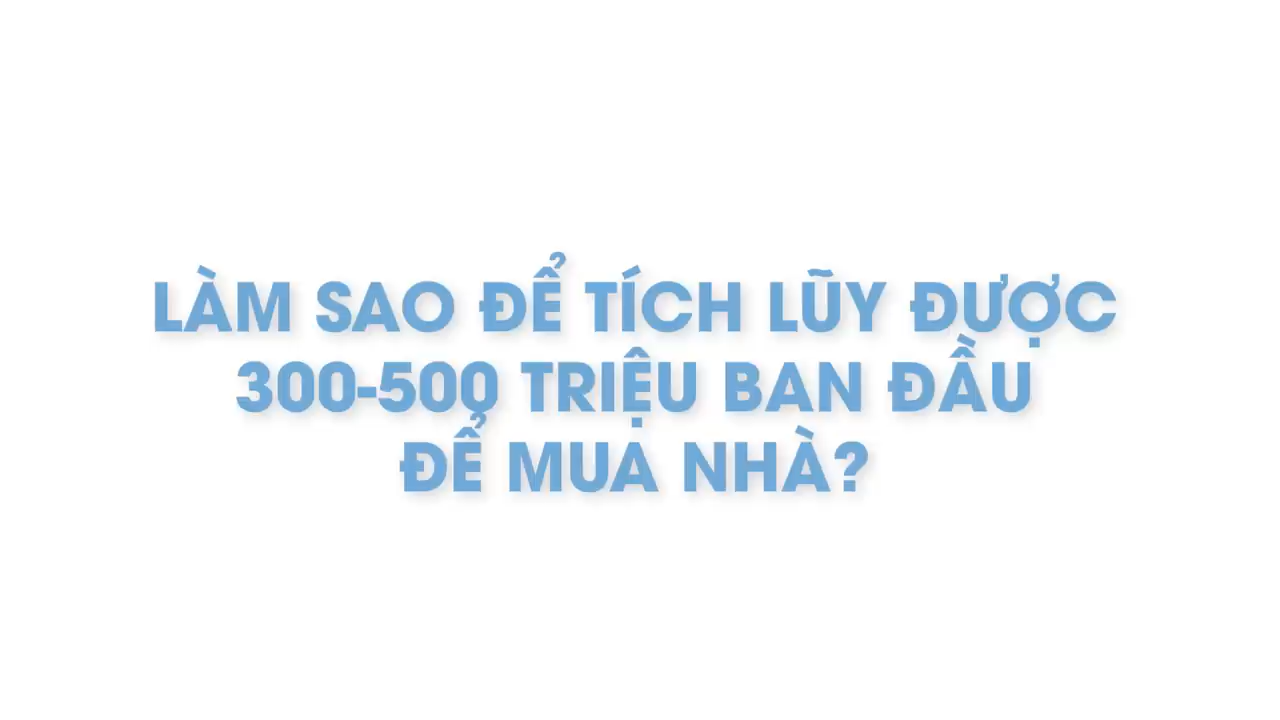 LÀM SAO ĐỂ TÍCH LŨY ĐƯỢC
300-500 TRIỆU BAN ĐẦU
ĐỂ MUA NHÀ?